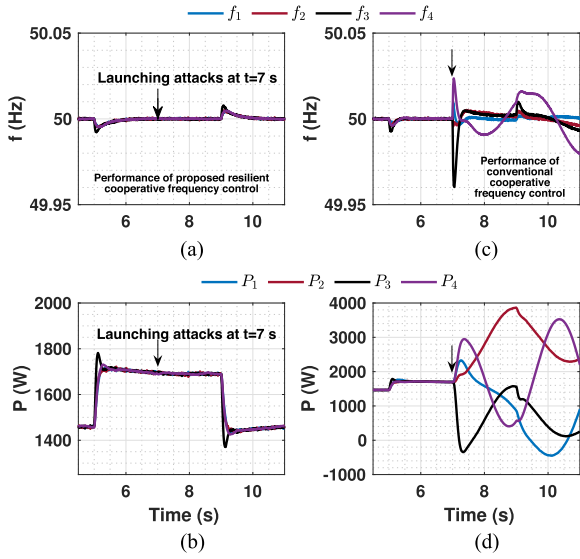 f1 f2 f3 f4
50.05
50
49.95
f (Hz)
Launching attacks at t=7 s
Performance of proposed resilient
cooperative frequency control
6 8 10
(a)
50.05
50
49.95
f (Hz)
Performance of
conventional
cooperative
frequency control
6 8 10
(c)
P1 P2 P3 P4
2000
1800
1600
1400
P (W)
Launching attacks at t=7 s
6 8 10
Time (s)
(b)
4000
3000
2000
1000
0
-1000
P (W)
6 8 10
Time (s)
(d)